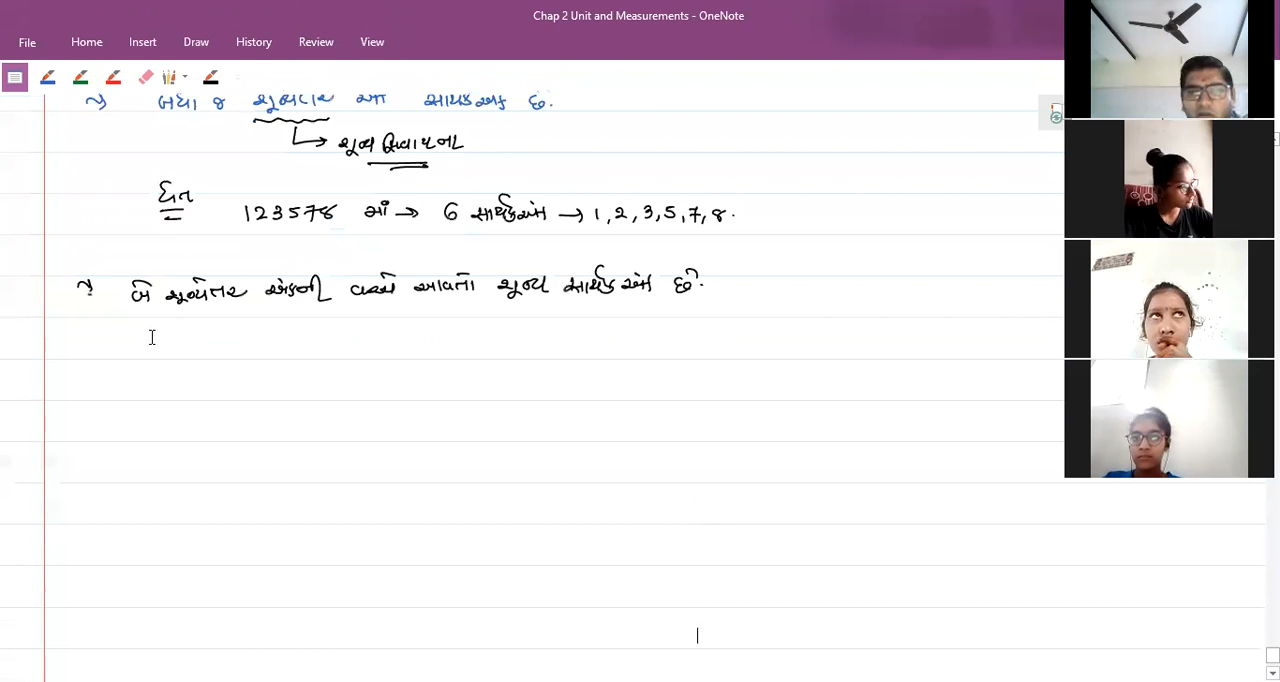 Chap 2 Unit and Measurements - OneNote
File Home Insert Draw History Review View
બધા જ શૂન્યેતર અંક સાર્થક અંક છે.
↳ શૂન્ય સિવાયના
દા.ત 123578 માં → 6 સાર્થક અંક → 1, 2, 3, 5, 7, 8.
બે શૂન્યેતર અંકની વચ્ચે આવતા શૂન્ય સાર્થક અંક છે.